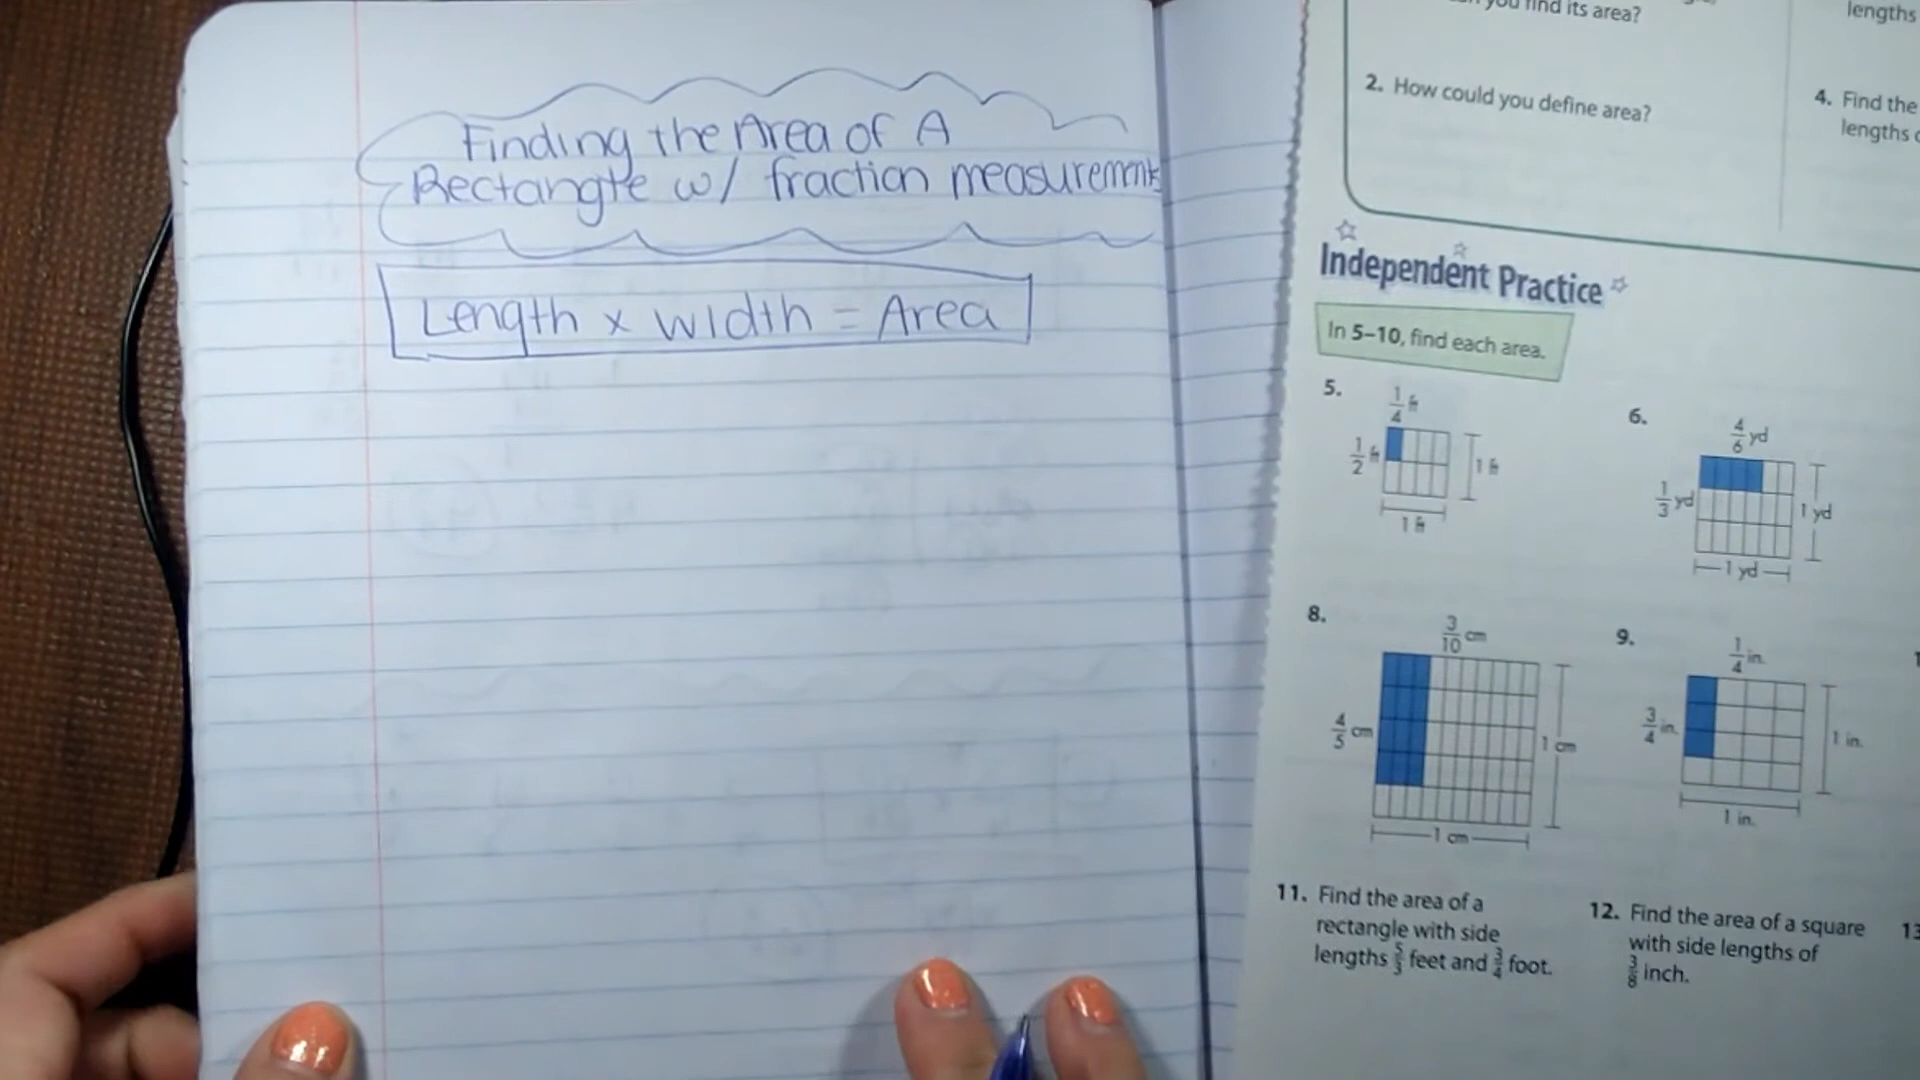 Finding the Area of A
Rectangle w/ fraction measurements
Length x width = Area
find its area?
lengths
2. How could you define area?
4. Find the
lengths
Independent Practice
In 5–10, find each area.
5.
1/4 ft
1/2 ft
1 ft
1 ft
6.
4/6 yd
1/3 yd
1 yd
1 yd
8.
3/10 cm
4/5 cm
1 cm
1 cm
9.
1/4 in.
3/4 in.
1 in.
1 in.
11. Find the area of a
rectangle with side
lengths 5/3 feet and 3/4 foot.
12. Find the area of a square
with side lengths of
3/8 inch.
13